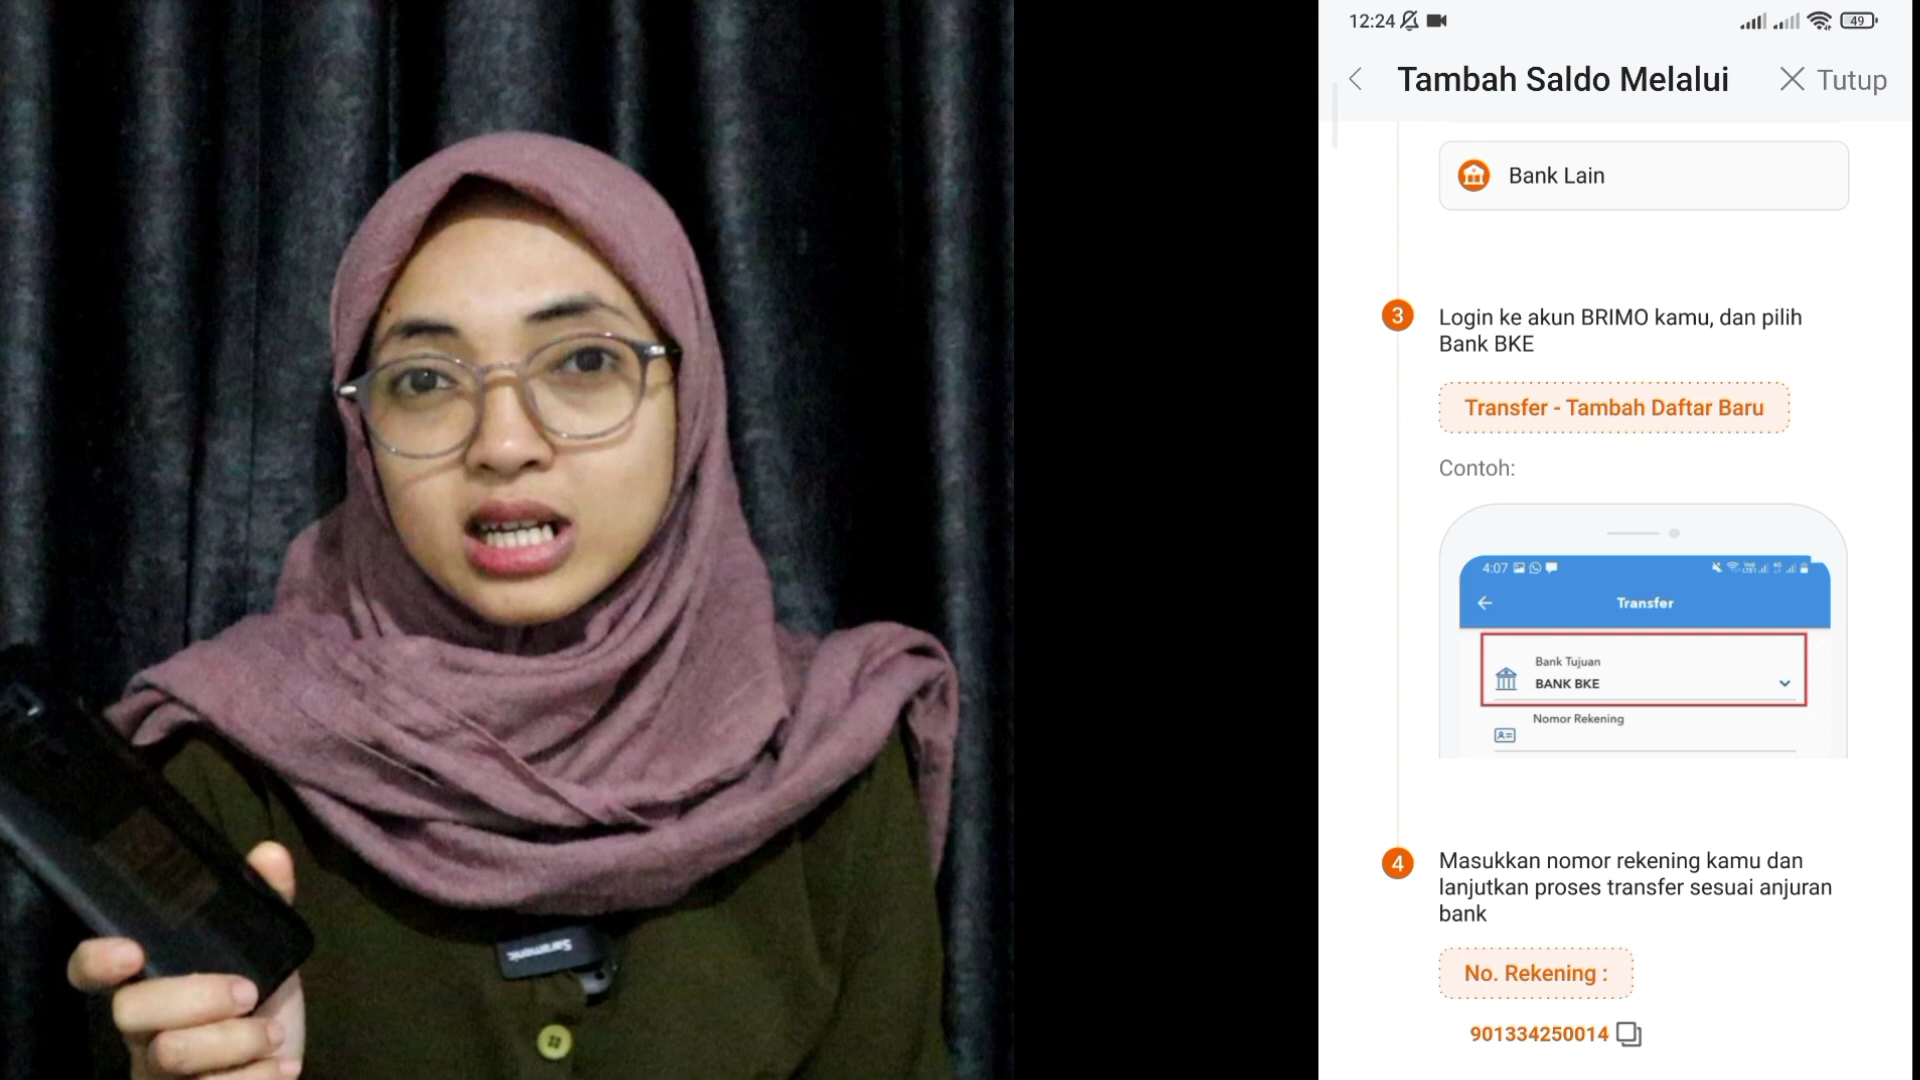 12:24
49
Tambah Saldo Melalui
Tutup
Bank Lain
3
Login ke akun BRIMO kamu, dan pilih
Bank BKE
Transfer - Tambah Daftar Baru
Contoh:
4:07
Transfer
Bank Tujuan
BANK BKE
Nomor Rekening
4
Masukkan nomor rekening kamu dan
lanjutkan proses transfer sesuai anjuran
bank
No. Rekening :
901334250014
Saramonic